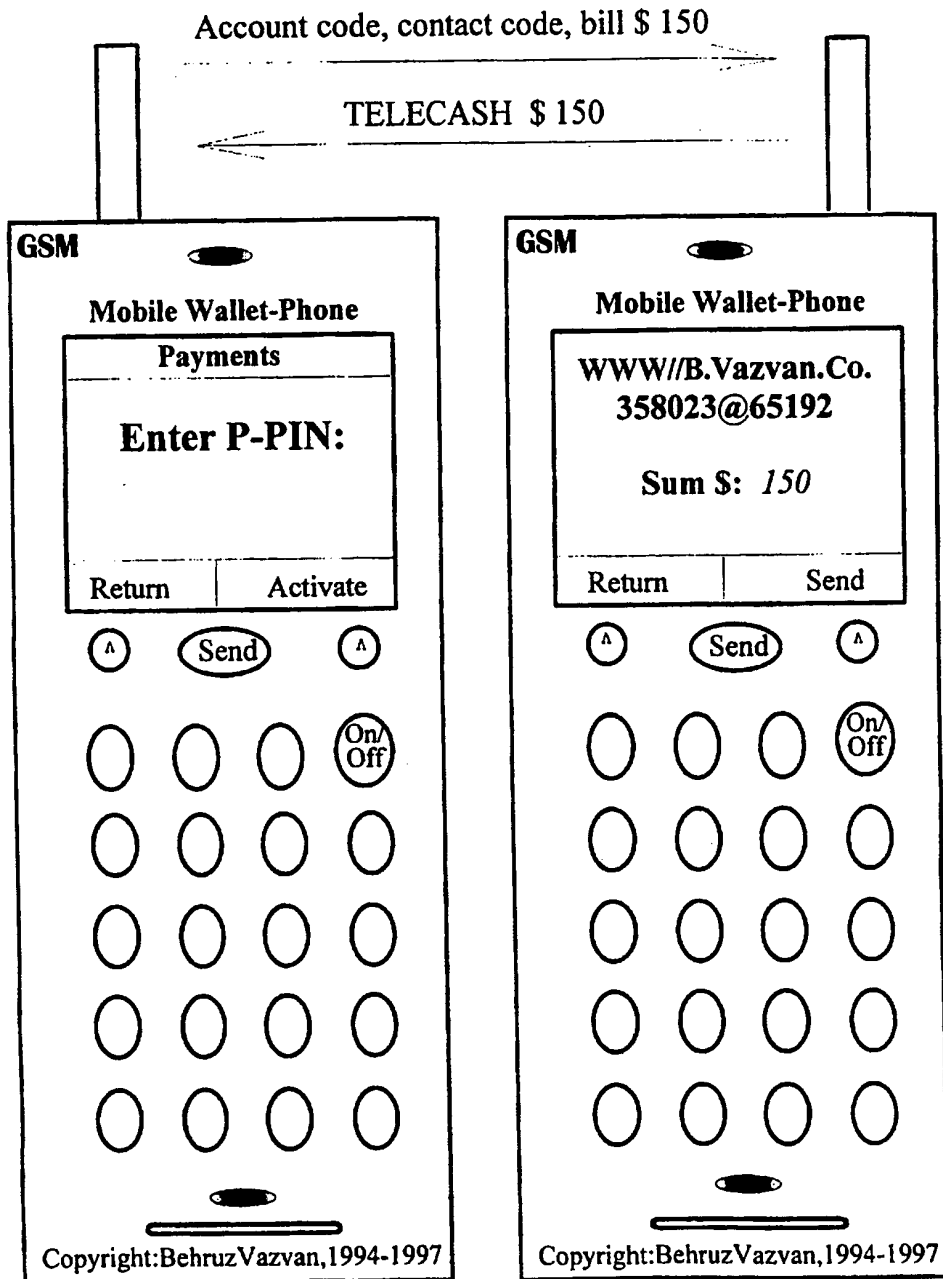 Account code, contact code, bill $ 150
TELECASH $ 150
GSM
Mobile Wallet-Phone
Payments
Enter P-PIN:
Return Activate
^ Send ^
On/
Off
Copyright:BehruzVazvan,1994-1997
GSM
Mobile Wallet-Phone
WWW//B.Vazvan.Co.
358023@65192
Sum $: 150
Return Send
^ Send ^
On/
Off
Copyright:BehruzVazvan,1994-1997